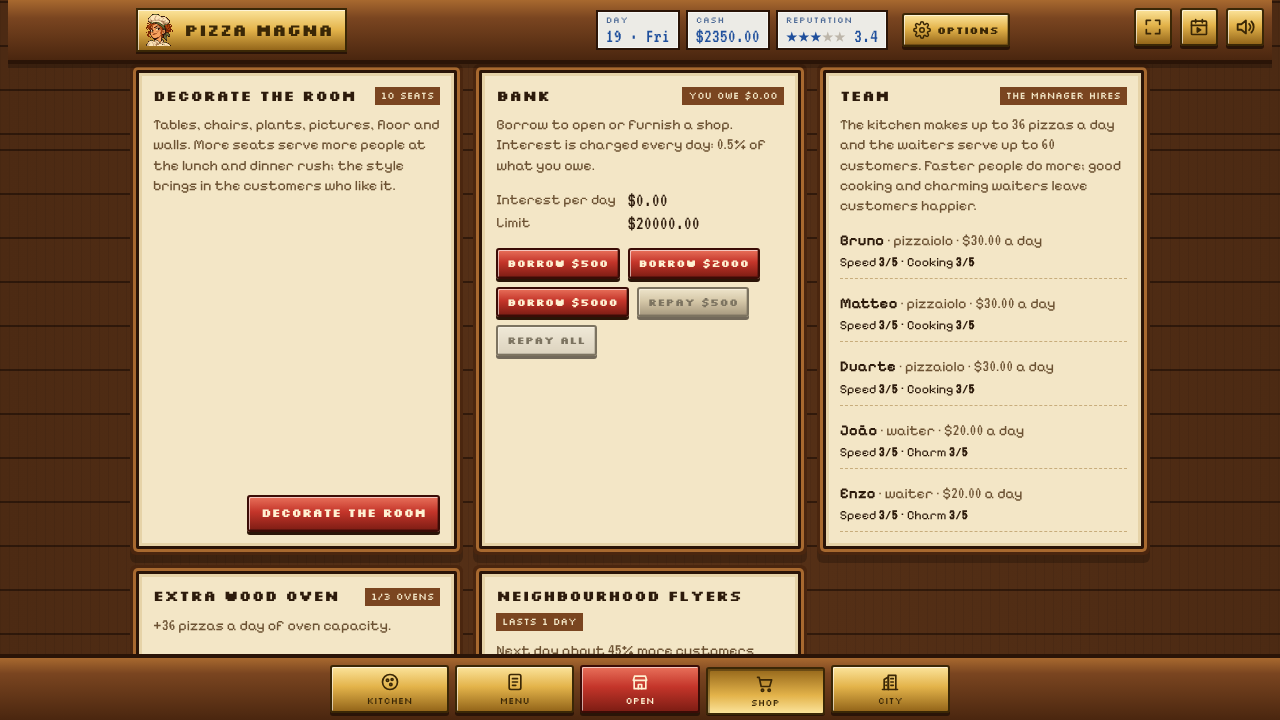 PIZZA MAGNA
DAY
19 · Fri
CASH
$2350.00
REPUTATION
★★★★★ 3.4
OPTIONS
DECORATE THE ROOM
10 SEATS
Tables, chairs, plants, pictures, floor and
walls. More seats serve more people at
the lunch and dinner rush; the style
brings in the customers who like it.
DECORATE THE ROOM
BANK
YOU OWE $0.00
Borrow to open or furnish a shop.
Interest is charged every day: 0.5% of
what you owe.
Interest per day $0.00
Limit $20000.00
BORROW $500
BORROW $2000
BORROW $5000
REPAY $500
REPAY ALL
TEAM
THE MANAGER HIRES
The kitchen makes up to 36 pizzas a day
and the waiters serve up to 60
customers. Faster people do more; good
cooking and charming waiters leave
customers happier.
Bruno · pizzaiolo · $30.00 a day
Speed 3/5 · Cooking 3/5
Matteo · pizzaiolo · $30.00 a day
Speed 3/5 · Cooking 3/5
Duarte · pizzaiolo · $30.00 a day
Speed 3/5 · Cooking 3/5
João · waiter · $20.00 a day
Speed 3/5 · Charm 3/5
Enzo · waiter · $20.00 a day
Speed 3/5 · Charm 3/5
EXTRA WOOD OVEN
1/3 OVENS
+36 pizzas a day of oven capacity.
NEIGHBOURHOOD FLYERS
LASTS 1 DAY
Next day about 45% more customers
KITCHEN
MENU
OPEN
SHOP
CITY